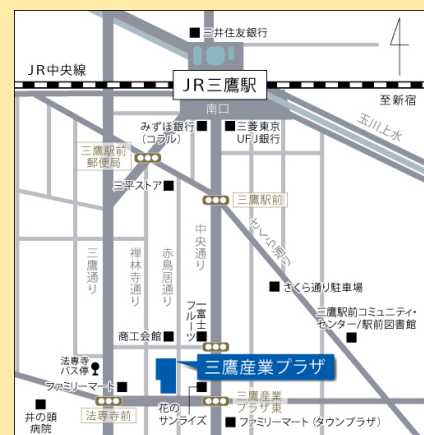 三井住友銀行
JR中央線
JR三鷹駅
至新宿
南口
玉川上水
みずほ銀行
(コラル)
三菱東京
UFJ銀行
三鷹駅前
郵便局
三平ストア
三鷹駅前
三鷹通り
禅林寺通り
赤鳥居通り
中央通り
さくら通り
さくら通り駐車場
三鷹駅前コミュニティ・
センター/駅前図書館
商工会館
一富士
フルーツ
法専寺
バス停
三鷹産業プラザ
ファミリーマート
井の頭
病院
法専寺前
花の
サンライズ
三鷹産業
プラザ東
ファミリーマート(タウンプラザ)